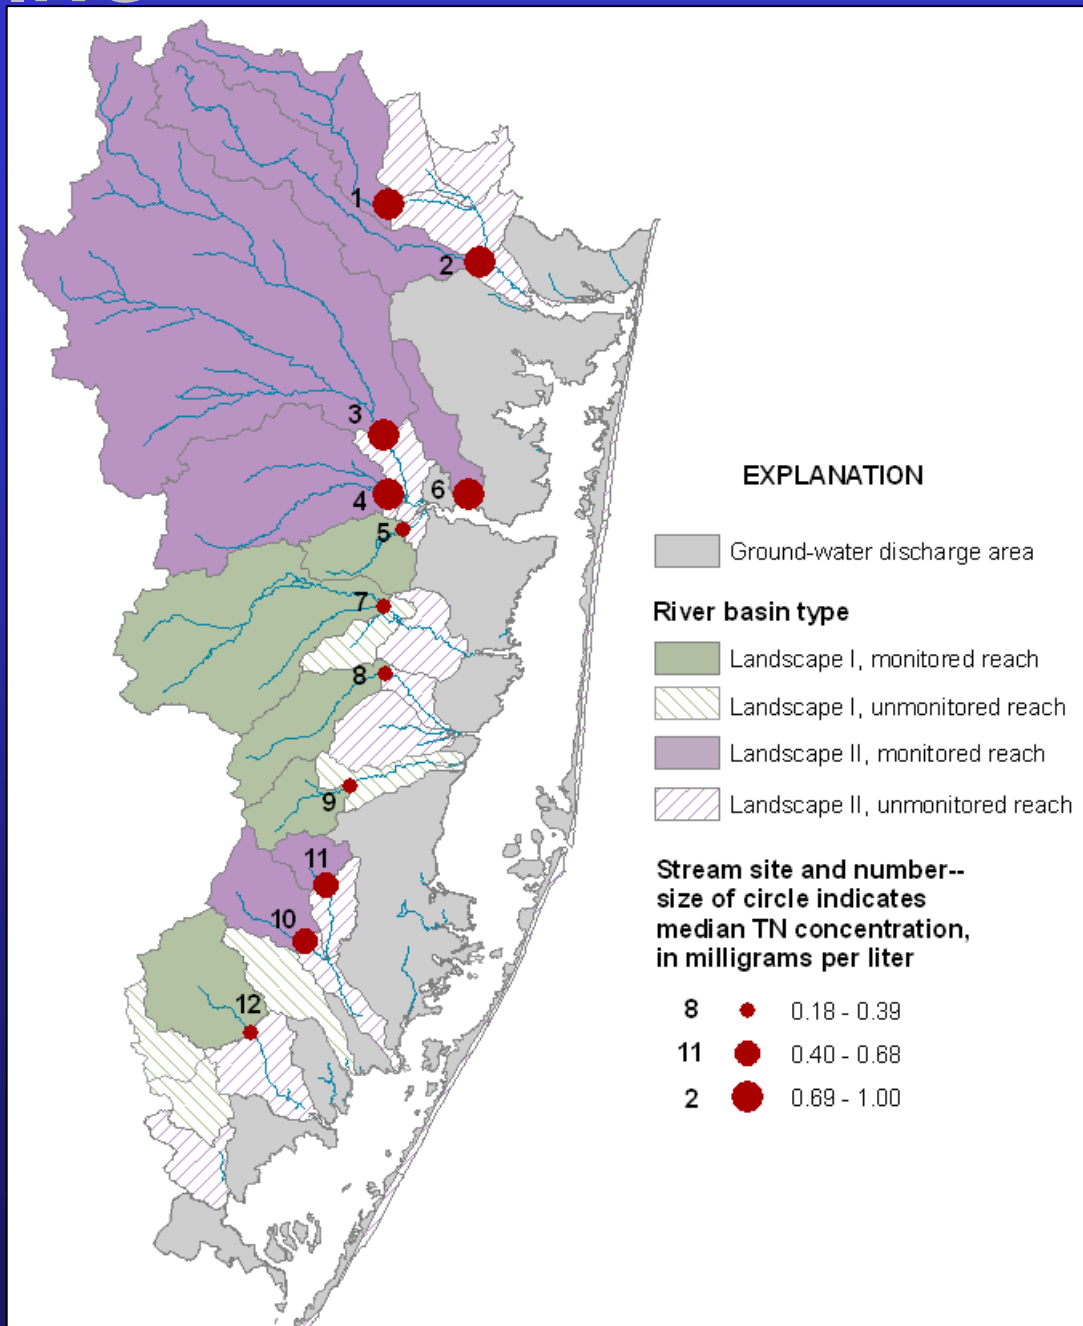 1
2
3
4
6
5
7
8
9
11
10
12
EXPLANATION
Ground-water discharge area
River basin type
Landscape I, monitored reach
Landscape I, unmonitored reach
Landscape II, monitored reach
Landscape II, unmonitored reach
Stream site and number--
size of circle indicates
median TN concentration,
in milligrams per liter
8 0.18 - 0.39
11 0.40 - 0.68
2 0.69 - 1.00